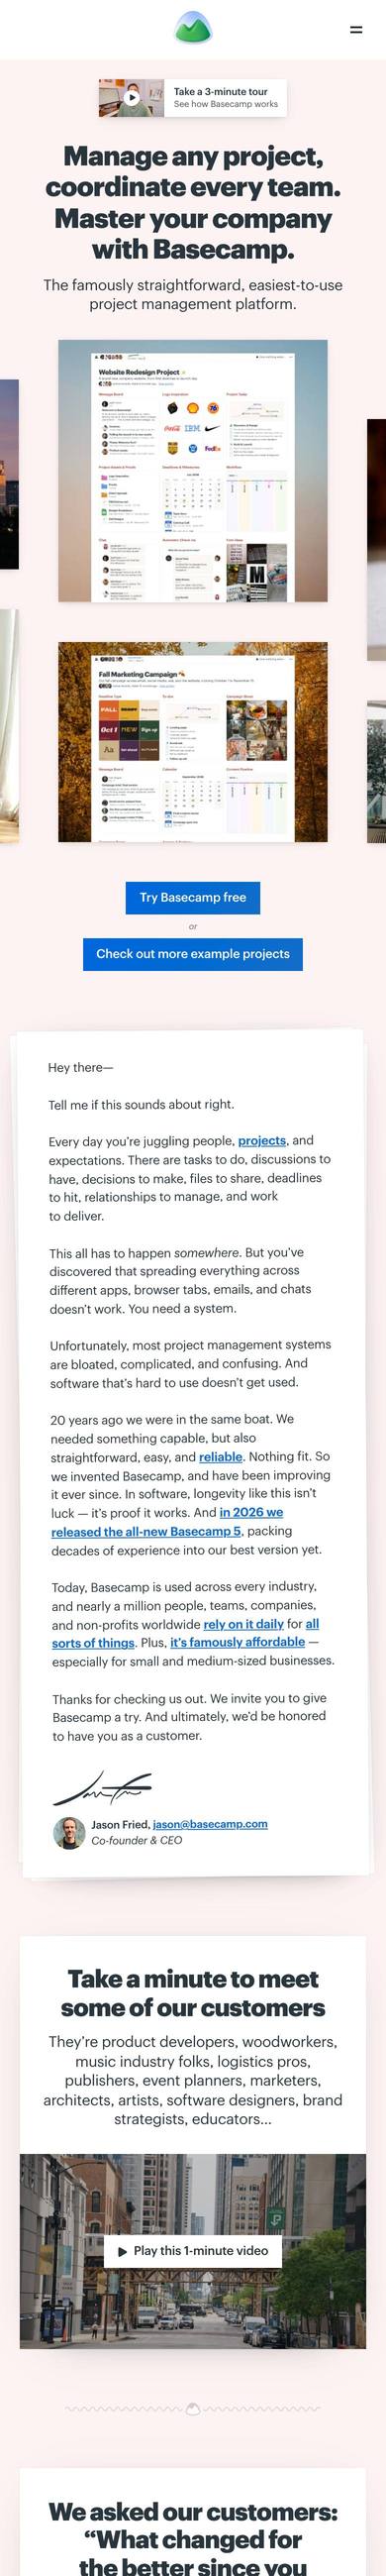 Take a 3-minute tour
See how Basecamp works
Manage any project,
coordinate every team.
Master your company
with Basecamp.
The famously straightforward, easiest-to-use
project management platform.
Website Redesign Project
Fall Marketing Campaign
Try Basecamp free
or
Check out more example projects
Hey there—
Tell me if this sounds about right.
Every day you’re juggling people, projects, and
expectations. There are tasks to do, discussions to
have, decisions to make, files to share, deadlines
to hit, relationships to manage, and work
to deliver.
This all has to happen somewhere. But you’ve
discovered that spreading everything across
different apps, browser tabs, emails, and chats
doesn’t work. You need a system.
Unfortunately, most project management systems
are bloated, complicated, and confusing. And
software that’s hard to use doesn’t get used.
20 years ago we were in the same boat. We
needed something capable, but also
straightforward, easy, and reliable. Nothing fit. So
we invented Basecamp, and have been improving
it ever since. In software, longevity like this isn’t
luck — it’s proof it works. And in 2026 we
released the all-new Basecamp 5, packing
decades of experience into our best version yet.
Today, Basecamp is used across every industry,
and nearly a million people, teams, companies,
and non-profits worldwide rely on it daily for all
sorts of things. Plus, it’s famously affordable —
especially for small and medium-sized businesses.
Thanks for checking us out. We invite you to give
Basecamp a try. And ultimately, we’d be honored
to have you as a customer.
Jason Fried, jason@basecamp.com
Co-founder & CEO
Take a minute to meet
some of our customers
They’re product developers, woodworkers,
music industry folks, logistics pros,
publishers, event planners, marketers,
architects, artists, software designers, brand
strategists, educators...
Play this 1-minute video
We asked our customers:
“What changed for
the better since you